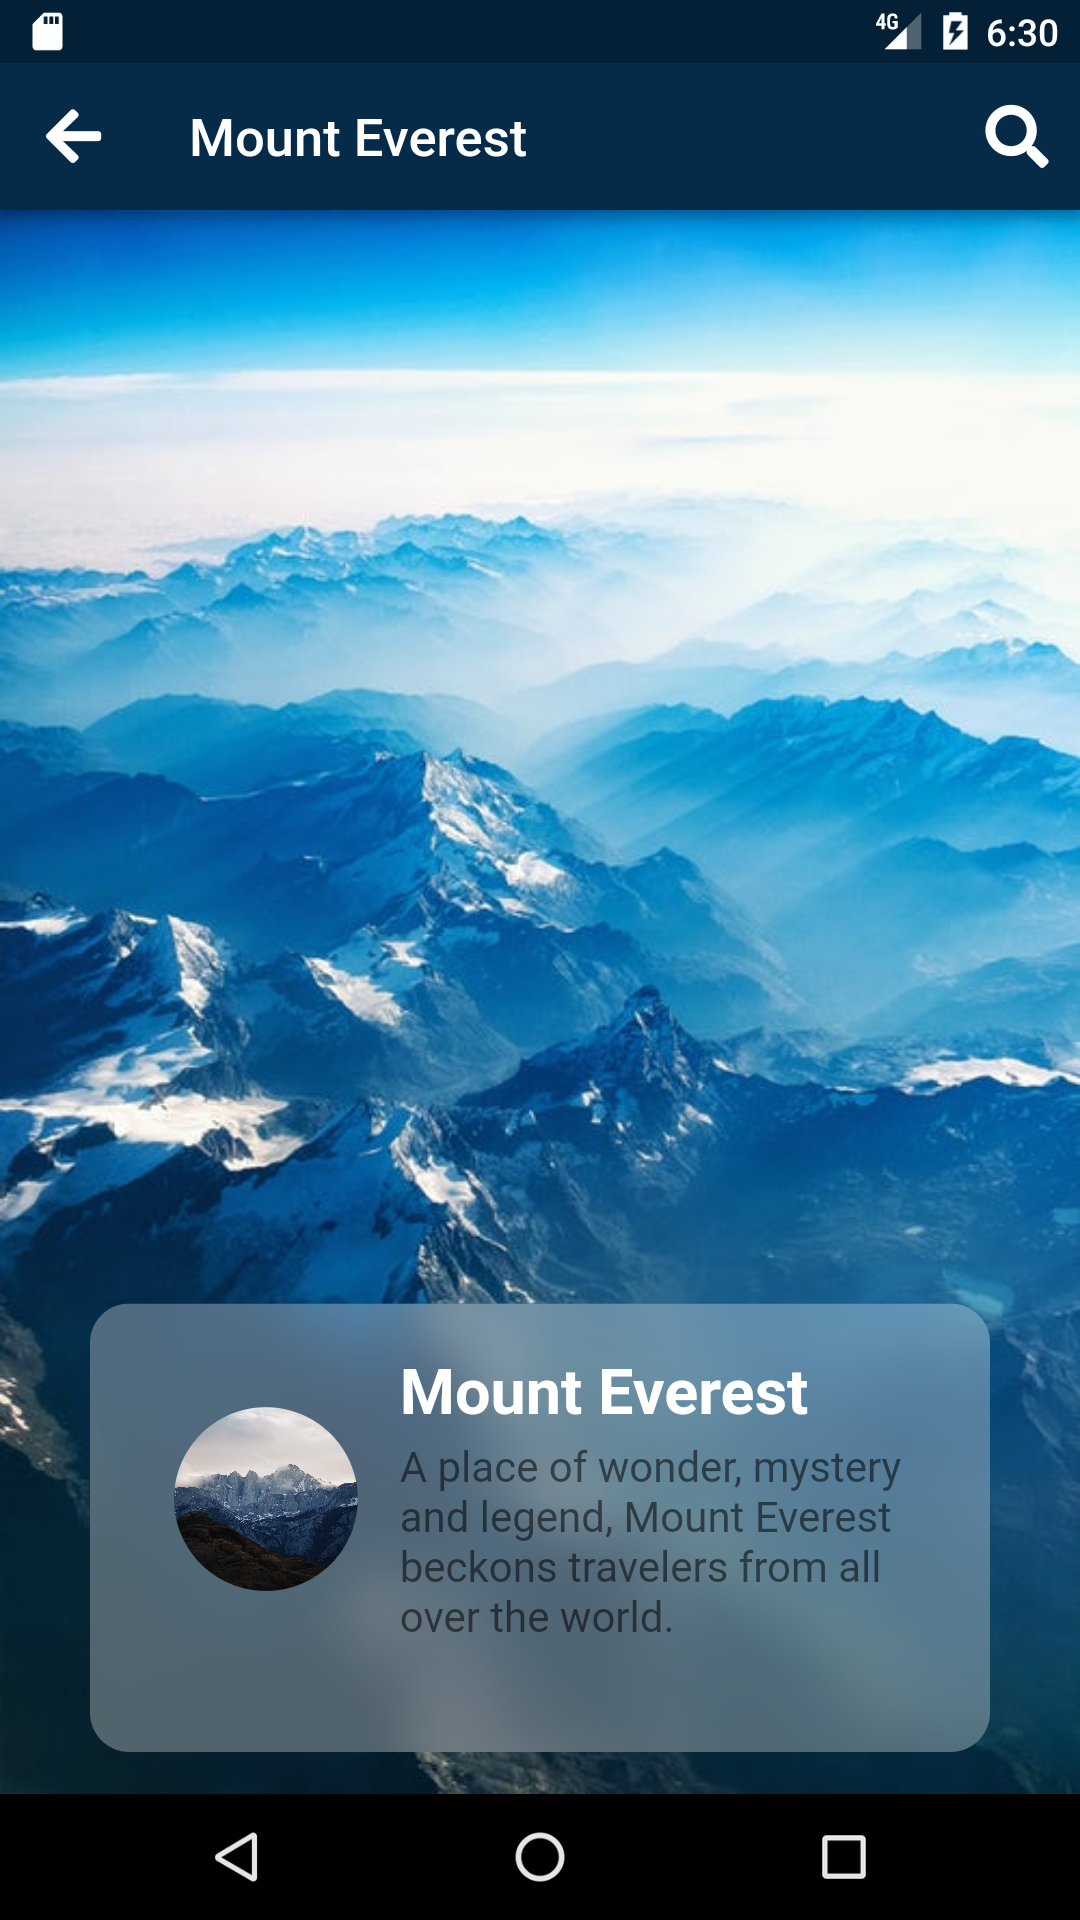 4G 6:30
Mount Everest
Mount Everest
A place of wonder, mystery
and legend, Mount Everest
beckons travelers from all
over the world.